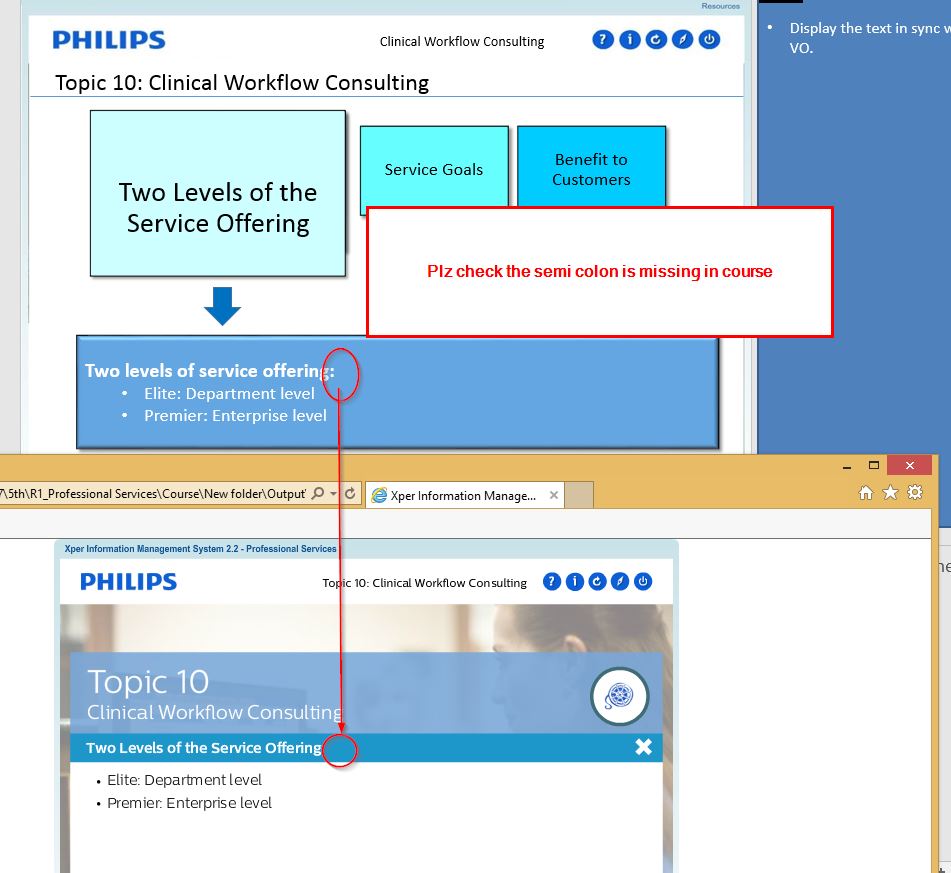 Resources
PHILIPS
Clinical Workflow Consulting
? i
Topic 10: Clinical Workflow Consulting
Display the text in sync w
VO.
Two Levels of the
Service Offering
Service Goals
Benefit to
Customers
Plz check the semi colon is missing in course
Two levels of service offering:
• Elite: Department level
• Premier: Enterprise level
7\5th\R1_Professional Services\Course\New folder\Output\
Xper Information Manage...
Xper Information Management System 2.2 - Professional Services
PHILIPS
Topic 10: Clinical Workflow Consulting
? i
Topic 10
Clinical Workflow Consulting
Two Levels of the Service Offering
• Elite: Department level
• Premier: Enterprise level